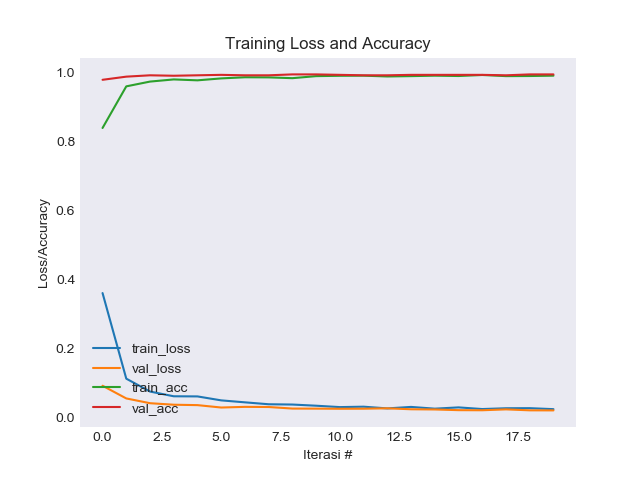 Training Loss and Accuracy
1.0
0.8
0.6
0.4
0.2
0.0
Loss/Accuracy
train_loss
val_loss
train_acc
val_acc
0.0 2.5 5.0 7.5 10.0 12.5 15.0 17.5
Iterasi #